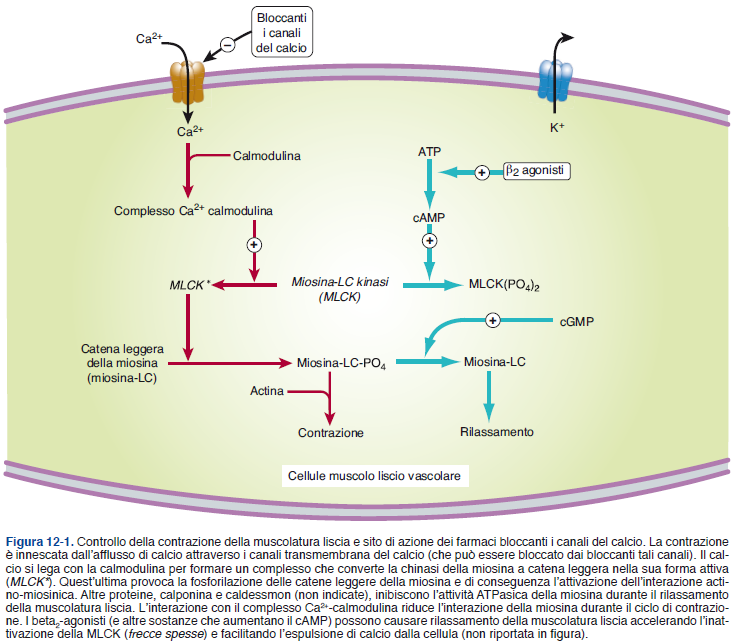 Bloccanti
i canali
del calcio
Ca2+
–
Ca2+
K+
Calmodulina
ATP
+
β2 agonisti
Complesso Ca2+ calmodulina
cAMP
+
+
MLCK*
Miosina-LC kinasi
(MLCK)
MLCK(PO4)2
+
cGMP
Catena leggera
della miosina
(miosina-LC)
Miosina-LC-PO4
Miosina-LC
Actina
Contrazione
Rilassamento
Cellule muscolo liscio vascolare
Figura 12-1. Controllo della contrazione della muscolatura liscia e sito di azione dei farmaci bloccanti i canali del calcio. La contrazione
è innescata dall'afflusso di calcio attraverso i canali transmembrana del calcio (che può essere bloccato dai bloccanti tali canali). Il cal-
cio si lega con la calmodulina per formare un complesso che converte la chinasi della miosina a catena leggera nella sua forma attiva
(MLCK*). Quest'ultima provoca la fosforilazione delle catene leggere della miosina e di conseguenza l'attivazione dell'interazione acti-
no-miosinica. Altre proteine, calponina e caldessmon (non indicate), inibiscono l'attività ATPasica della miosina durante il rilassamento
della muscolatura liscia. L'interazione con il complesso Ca2+-calmodulina riduce l'interazione della miosina durante il ciclo di contrazio-
ne. I beta2-agonisti (e altre sostanze che aumentano il cAMP) possono causare rilassamento della muscolatura liscia accelerando l'inat-
tivazione della MLCK (frecce spesse) e facilitando l'espulsione di calcio dalla cellula (non riportata in figura).